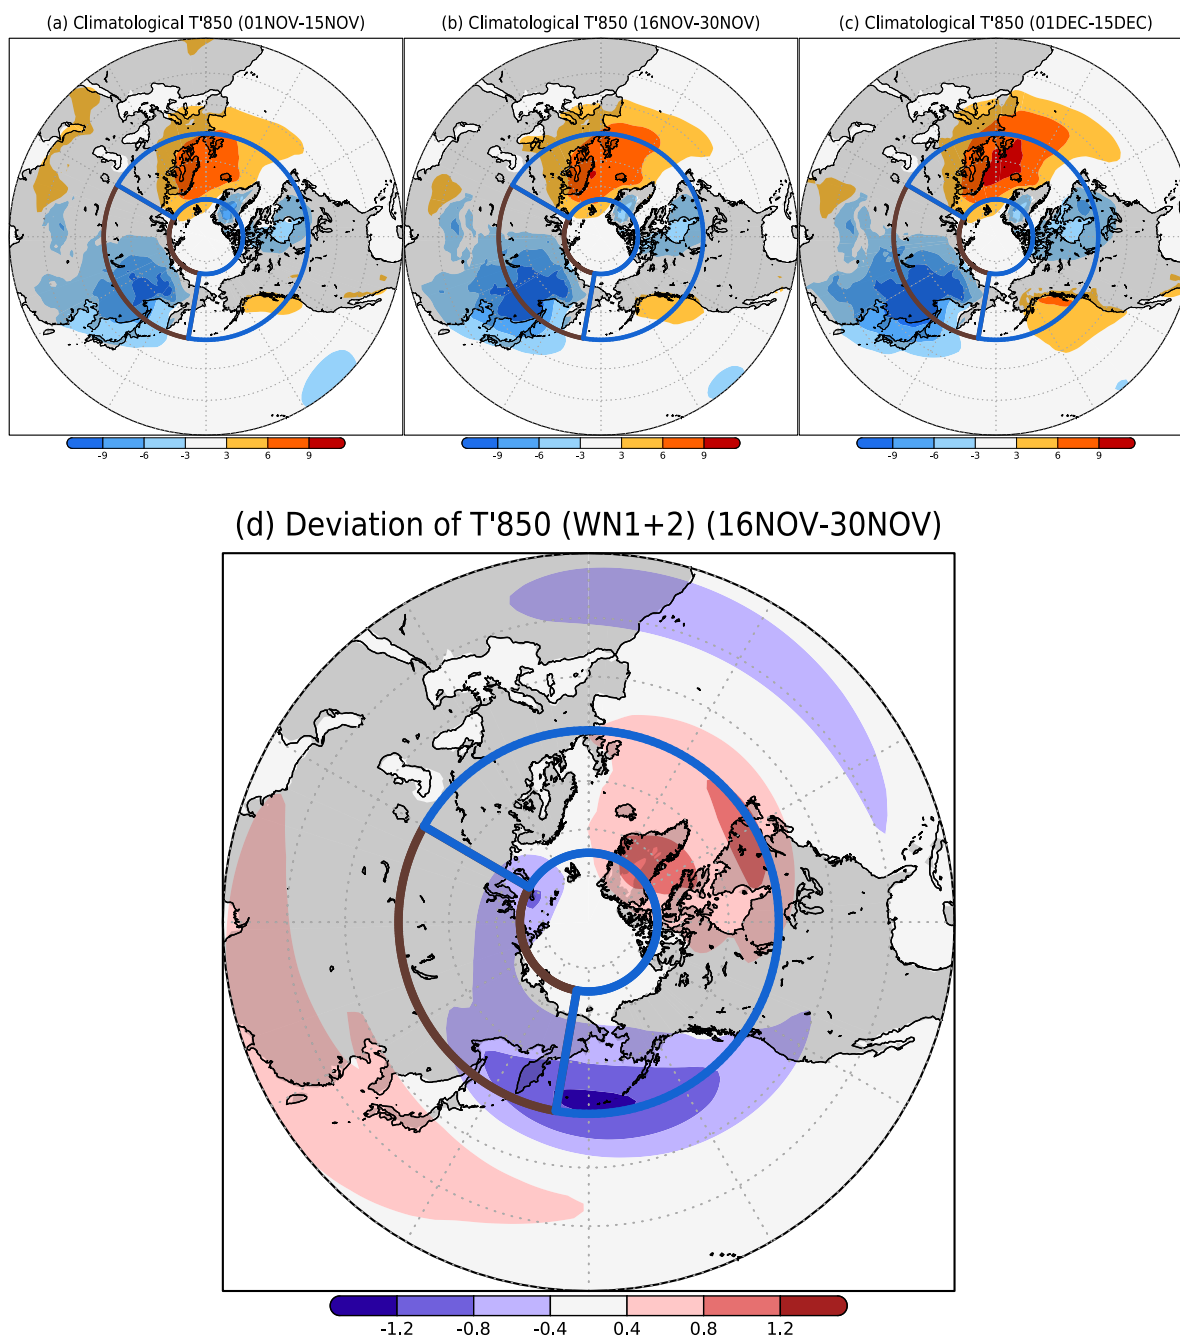 (a) Climatological T'850 (01NOV-15NOV)
(b) Climatological T'850 (16NOV-30NOV)
(c) Climatological T'850 (01DEC-15DEC)
-9 -6 -3 3 6 9
-9 -6 -3 3 6 9
-9 -6 -3 3 6 9
(d) Deviation of T'850 (WN1+2) (16NOV-30NOV)
-1.2 -0.8 -0.4 0.4 0.8 1.2